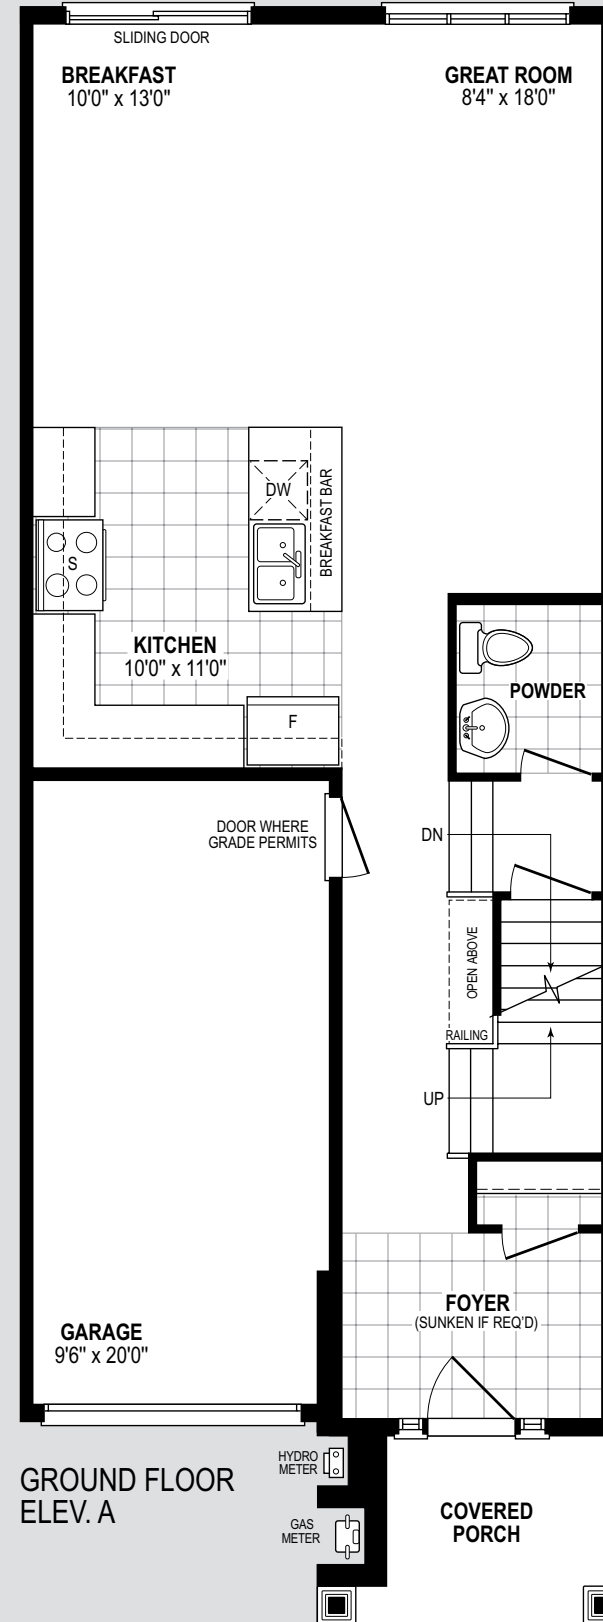 SLIDING DOOR
BREAKFAST
10'0" x 13'0"
GREAT ROOM
8'4" x 18'0"
DW
BREAKFAST BAR
S
KITCHEN
10'0" x 11'0"
F
POWDER
DOOR WHERE
GRADE PERMITS
DN
OPEN ABOVE
RAILING
UP
FOYER
(SUNKEN IF REQ'D)
GARAGE
9'6" x 20'0"
GROUND FLOOR
ELEV. A
HYDRO
METER
GAS
METER
COVERED
PORCH